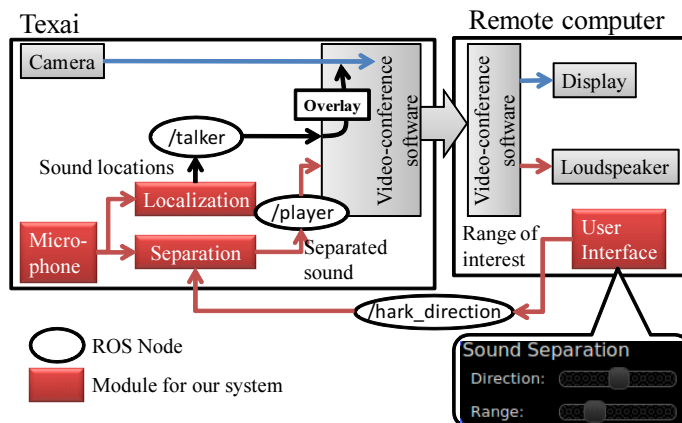 Texai
Remote computer
Camera
Overlay
Video-conference
software
Video-conference
software
Display
Loudspeaker
/talker
Sound locations
Localization
/player
Micro-
phone
Separation
Separated
sound
Range of
interest
User
Interface
/hark_direction
ROS Node
Module for our system
Sound Separation
Direction:
Range: